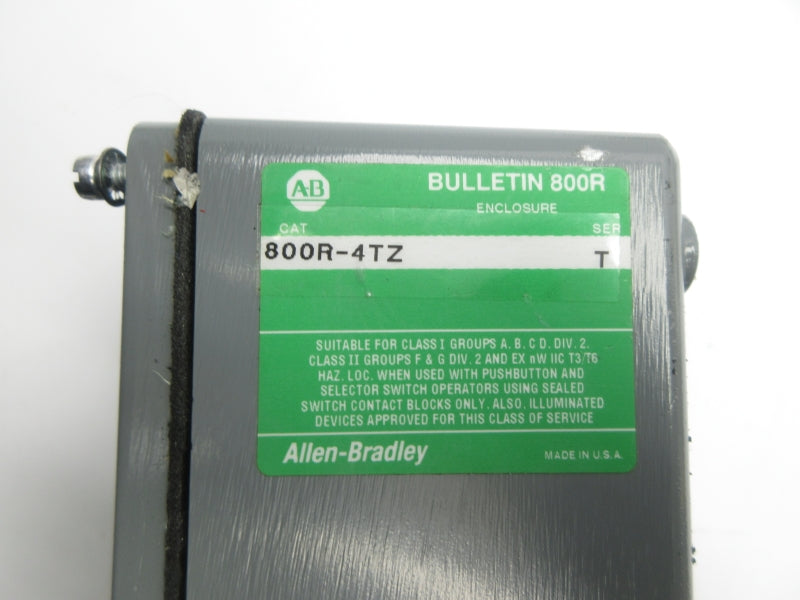 A-B
BULLETIN 800R
ENCLOSURE
CAT SER
800R-4TZ T
SUITABLE FOR CLASS I GROUPS A, B, C D, DIV. 2.
CLASS II GROUPS F & G DIV. 2 AND EX nW IIC T3/T6
HAZ. LOC. WHEN USED WITH PUSHBUTTON AND
SELECTOR SWITCH OPERATORS USING SEALED
SWITCH CONTACT BLOCKS ONLY. ALSO, ILLUMINATED
DEVICES APPROVED FOR THIS CLASS OF SERVICE
Allen-Bradley MADE IN U.S.A.